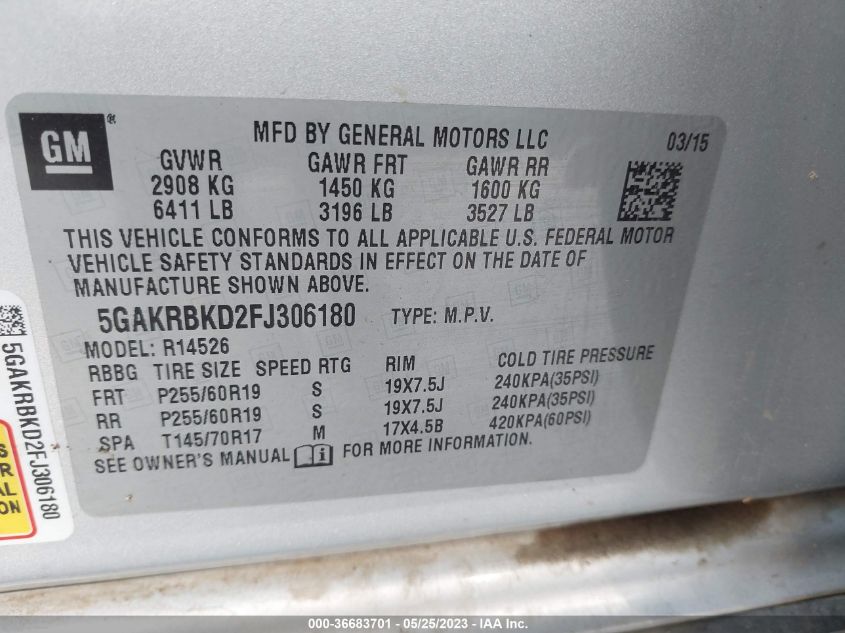 GM®
MFD BY GENERAL MOTORS LLC 03/15
GVWR GAWR FRT GAWR RR
2908 KG 1450 KG 1600 KG
6411 LB 3196 LB 3527 LB
THIS VEHICLE CONFORMS TO ALL APPLICABLE U.S. FEDERAL MOTOR
VEHICLE SAFETY STANDARDS IN EFFECT ON THE DATE OF
MANUFACTURE SHOWN ABOVE.
5GAKRBKD2FJ306180 TYPE: M.P.V.
MODEL: R14526
RBBG TIRE SIZE SPEED RTG RIM COLD TIRE PRESSURE
FRT P255/60R19 S 19X7.5J 240KPA(35PSI)
RR P255/60R19 S 19X7.5J 240KPA(35PSI)
SPA T145/70R17 M 17X4.5B 420KPA(60PSI)
SEE OWNER'S MANUAL FOR MORE INFORMATION.
5GAKRBKD2FJ306180
000-36683701 - 05/25/2023 - IAA Inc.